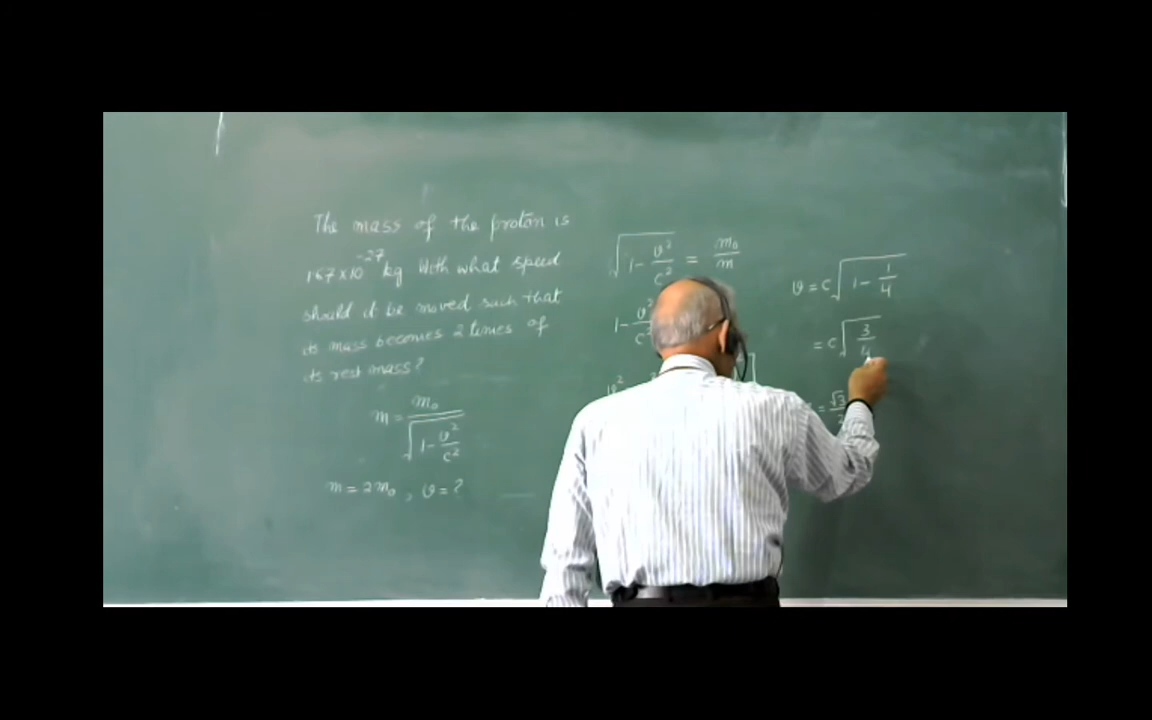 The mass of the proton is
1.67×10⁻²⁷ kg With what speed
should it be moved such that
its mass becomes 2 times of
its rest mass?
m = m₀/√(1-v²/c²)
m = 2m₀, v = ?
√(1-v²/c²) = m₀/m
1-v²/c²
v²
v = c√(1-1/4)
= c√(3/4)
= √3